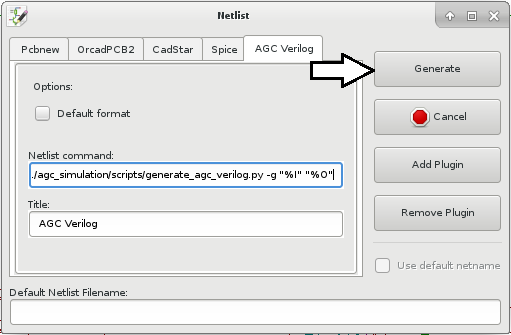 Netlist
Pcbnew OrcadPCB2 CadStar Spice AGC Verilog
Options:
Default format
Netlist command:
./agc_simulation/scripts/generate_agc_verilog.py -g "%I" "%O"
Title:
AGC Verilog
Generate
Cancel
Add Plugin
Remove Plugin
Use default netname
Default Netlist Filename: